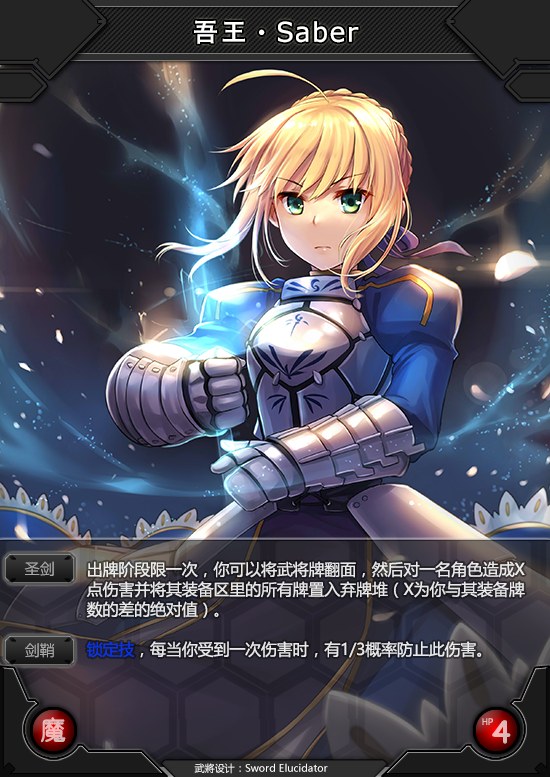 吾王·Saber
圣剑
出牌阶段限一次，你可以将武将牌翻面，然后对一名角色造成X
点伤害并将其装备区里的所有牌置入弃牌堆（X为你与其装备牌
数的差的绝对值）。
剑鞘
锁定技，每当你受到一次伤害时，有1/3概率防止此伤害。
魔
HP 4
武將设计：Sword Elucidator